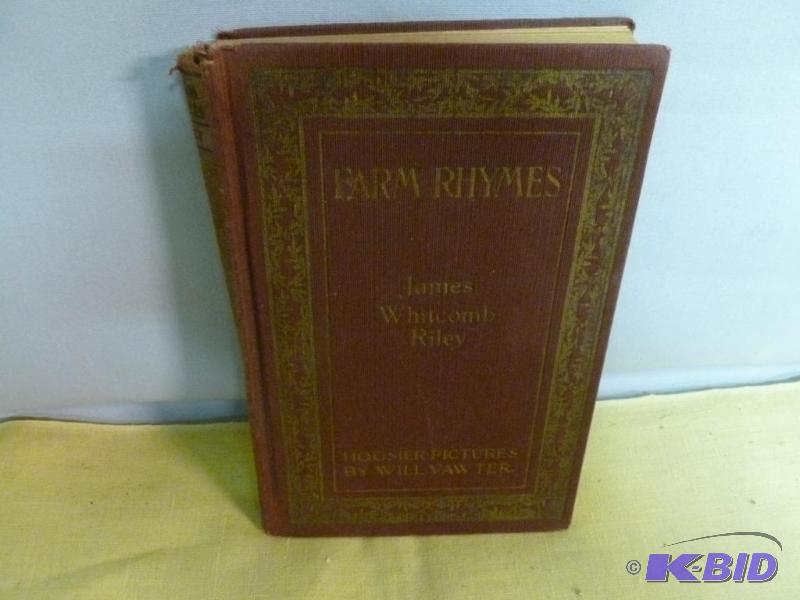 FARM RHYMES
James
Whitcomb
Riley
HOOSIER PICTURES
BY WILL VAWTER
© K-BID